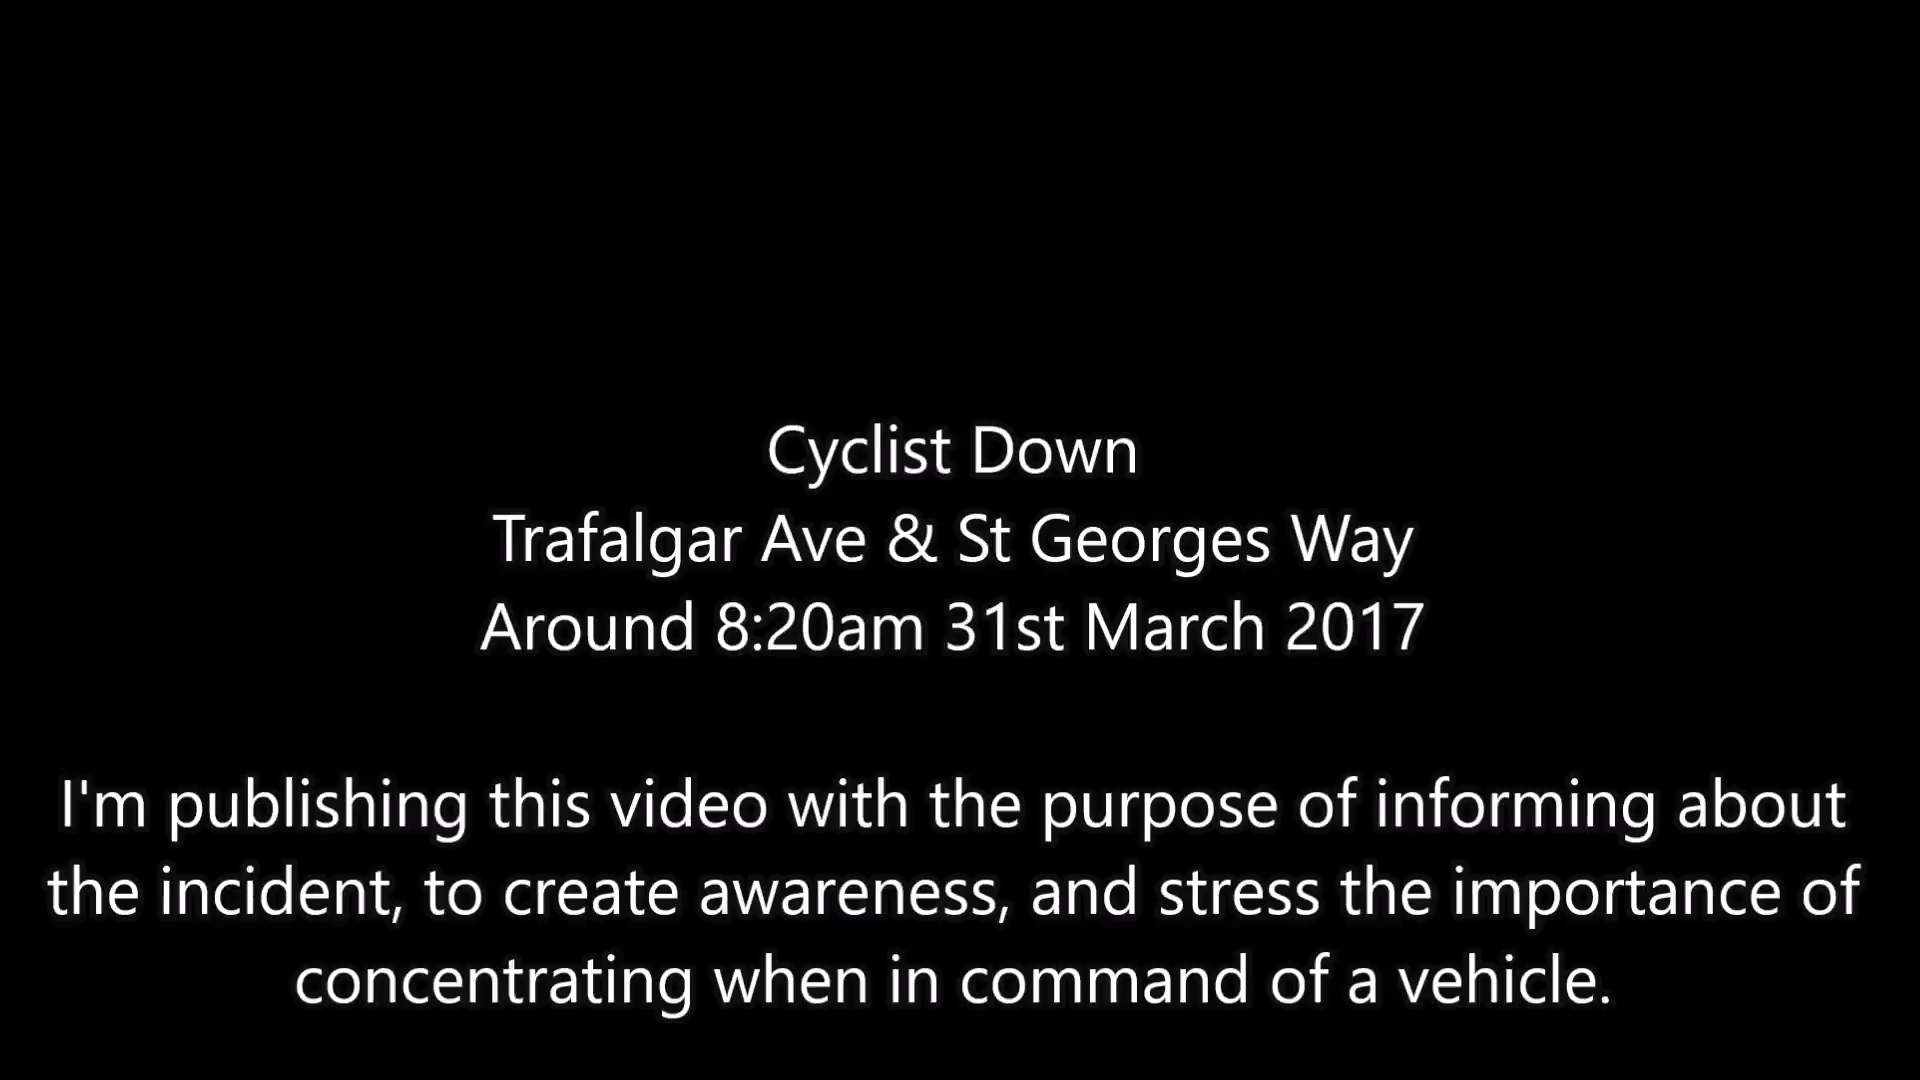 Cyclist Down
Trafalgar Ave & St Georges Way
Around 8:20am 31st March 2017
I'm publishing this video with the purpose of informing about
the incident, to create awareness, and stress the importance of
concentrating when in command of a vehicle.